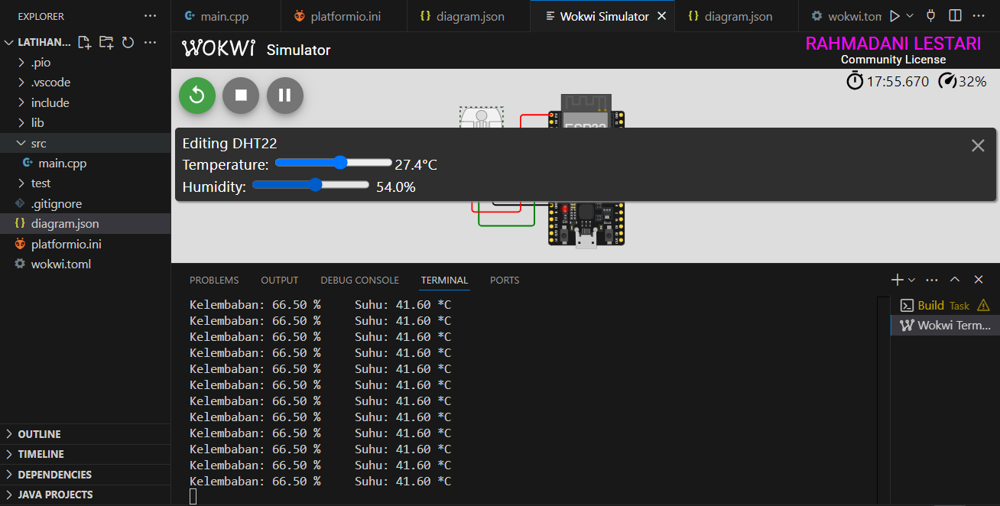 EXPLORER
LATIHAN...
.pio
.vscode
include
lib
src
main.cpp
test
.gitignore
diagram.json
platformio.ini
wokwi.toml
OUTLINE
TIMELINE
DEPENDENCIES
JAVA PROJECTS
main.cpp platformio.ini diagram.json Wokwi Simulator diagram.json wokwi.tom
WOKWi Simulator
RAHMADANI LESTARI
Community License
17:55.670 32%
Editing DHT22
Temperature: 27.4°C
Humidity: 54.0%
PROBLEMS OUTPUT DEBUG CONSOLE TERMINAL PORTS
Kelembaban: 66.50 % Suhu: 41.60 *C
Kelembaban: 66.50 % Suhu: 41.60 *C
Kelembaban: 66.50 % Suhu: 41.60 *C
Kelembaban: 66.50 % Suhu: 41.60 *C
Kelembaban: 66.50 % Suhu: 41.60 *C
Kelembaban: 66.50 % Suhu: 41.60 *C
Kelembaban: 66.50 % Suhu: 41.60 *C
Kelembaban: 66.50 % Suhu: 41.60 *C
Kelembaban: 66.50 % Suhu: 41.60 *C
Kelembaban: 66.50 % Suhu: 41.60 *C
Kelembaban: 66.50 % Suhu: 41.60 *C
Kelembaban: 66.50 % Suhu: 41.60 *C
Build Task
Wokwi Term...